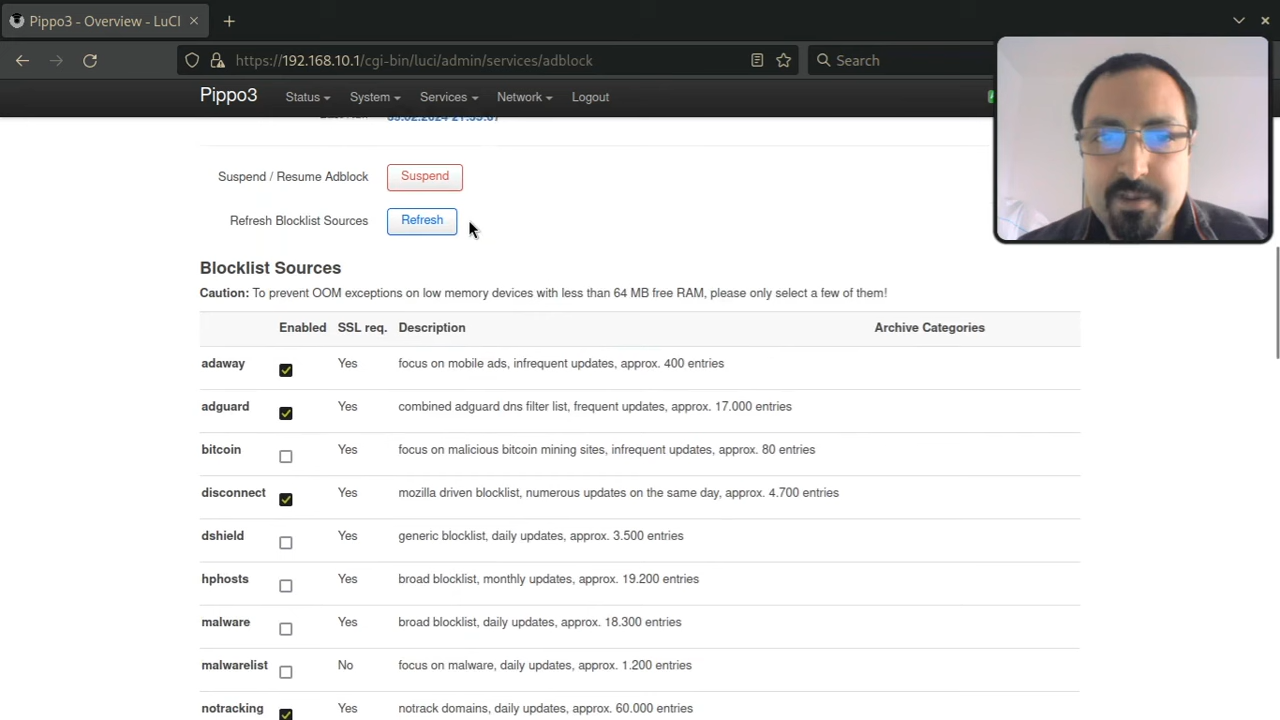 Pippo3 - Overview - LuCI
https://192.168.10.1/cgi-bin/luci/admin/services/adblock
Search
Pippo3 Status System Services Network Logout
Suspend / Resume Adblock Suspend
Refresh Blocklist Sources Refresh
Blocklist Sources
Caution: To prevent OOM exceptions on low memory devices with less than 64 MB free RAM, please only select a few of them!
Enabled SSL req. Description Archive Categories
adaway Yes focus on mobile ads, infrequent updates, approx. 400 entries
adguard Yes combined adguard dns filter list, frequent updates, approx. 17.000 entries
bitcoin Yes focus on malicious bitcoin mining sites, infrequent updates, approx. 80 entries
disconnect Yes mozilla driven blocklist, numerous updates on the same day, approx. 4.700 entries
dshield Yes generic blocklist, daily updates, approx. 3.500 entries
hphosts Yes broad blocklist, monthly updates, approx. 19.200 entries
malware Yes broad blocklist, daily updates, approx. 18.300 entries
malwarelist No focus on malware, daily updates, approx. 1.200 entries
notracking Yes notrack domains, daily updates, approx. 60.000 entries